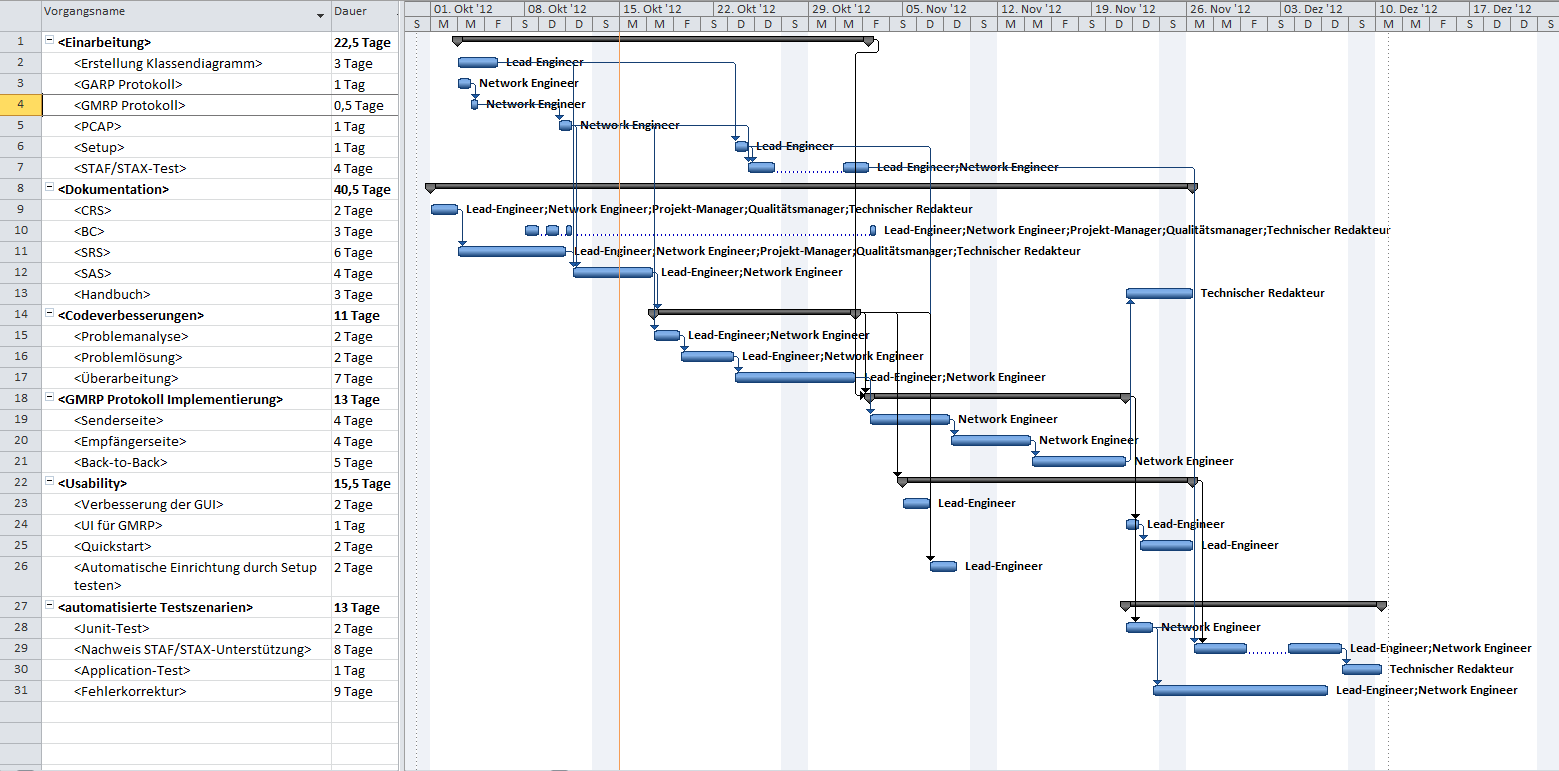 Vorgangsname Dauer 01. Okt '12 08. Okt '12 15. Okt '12 22. Okt '12 29. Okt '12 05. Nov '12 12. Nov '12 19. Nov '12 26. Nov '12 03. Dez '12 10. Dez '12 17. Dez '12
S M M F S D D S M M F S D D S M M F S D D S M M F S D D S M M F S D D S M M F S D D S
1 <Einarbeitung> 22,5 Tage
2 <Erstellung Klassendiagramm> 3 Tage Lead Engineer
3 <GARP Protokoll> 1 Tag Network Engineer
4 <GMRP Protokoll> 0,5 Tage Network Engineer
5 <PCAP> 1 Tag Network Engineer
6 <Setup> 1 Tag Lead Engineer
7 <STAF/STAX-Test> 4 Tage Lead Engineer;Network Engineer
8 <Dokumentation> 40,5 Tage
9 <CRS> 2 Tage Lead-Engineer;Network Engineer;Projekt-Manager;Qualitätsmanager;Technischer Redakteur
10 <BC> 3 Tage Lead-Engineer;Network Engineer;Projekt-Manager;Qualitätsmanager;Technischer Redakteur
11 <SRS> 6 Tage Lead-Engineer;Network Engineer;Projekt-Manager;Qualitätsmanager;Technischer Redakteur
12 <SAS> 4 Tage Lead-Engineer;Network Engineer
13 <Handbuch> 3 Tage Technischer Redakteur
14 <Codeverbesserungen> 11 Tage
15 <Problemanalyse> 2 Tage Lead-Engineer;Network Engineer
16 <Problemlösung> 2 Tage Lead-Engineer;Network Engineer
17 <Überarbeitung> 7 Tage Lead-Engineer;Network Engineer
18 <GMRP Protokoll Implementierung> 13 Tage
19 <Senderseite> 4 Tage Network Engineer
20 <Empfängerseite> 4 Tage Network Engineer
21 <Back-to-Back> 5 Tage Network Engineer
22 <Usability> 15,5 Tage
23 <Verbesserung der GUI> 2 Tage Lead-Engineer
24 <UI für GMRP> 1 Tag Lead-Engineer
25 <Quickstart> 2 Tage Lead-Engineer
26 <Automatische Einrichtung durch Setup 2 Tage Lead-Engineer
testen>
27 <automatisierte Testszenarien> 13 Tage
28 <Junit-Test> 2 Tage Network Engineer
29 <Nachweis STAF/STAX-Unterstützung> 8 Tage Lead-Engineer;Network Engineer
30 <Application-Test> 1 Tag Technischer Redakteur
31 <Fehlerkorrektur> 9 Tage Lead-Engineer;Network Engineer